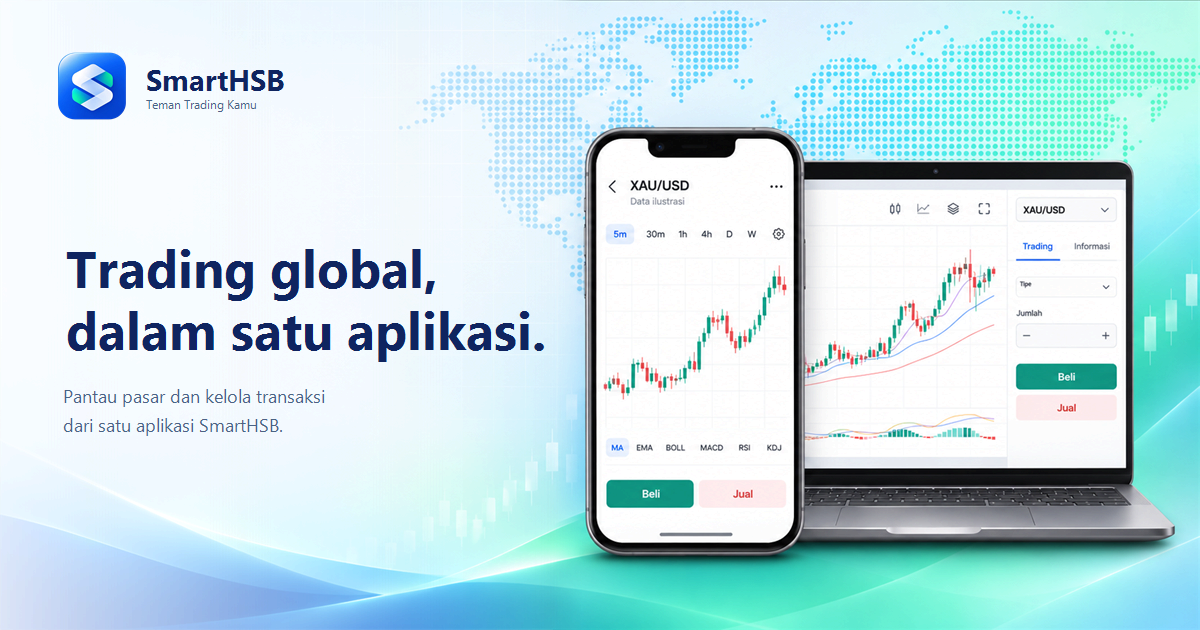 SmartHSB
Teman Trading Kamu
Trading global,
dalam satu aplikasi.
Pantau pasar dan kelola transaksi
dari satu aplikasi SmartHSB.
XAU/USD
Data ilustrasi
5m 30m 1h 4h D W
MA EMA BOLL MACD RSI KDJ
Beli Jual
XAU/USD
Trading Informasi
Tipe
Jumlah
− +
Beli
Jual